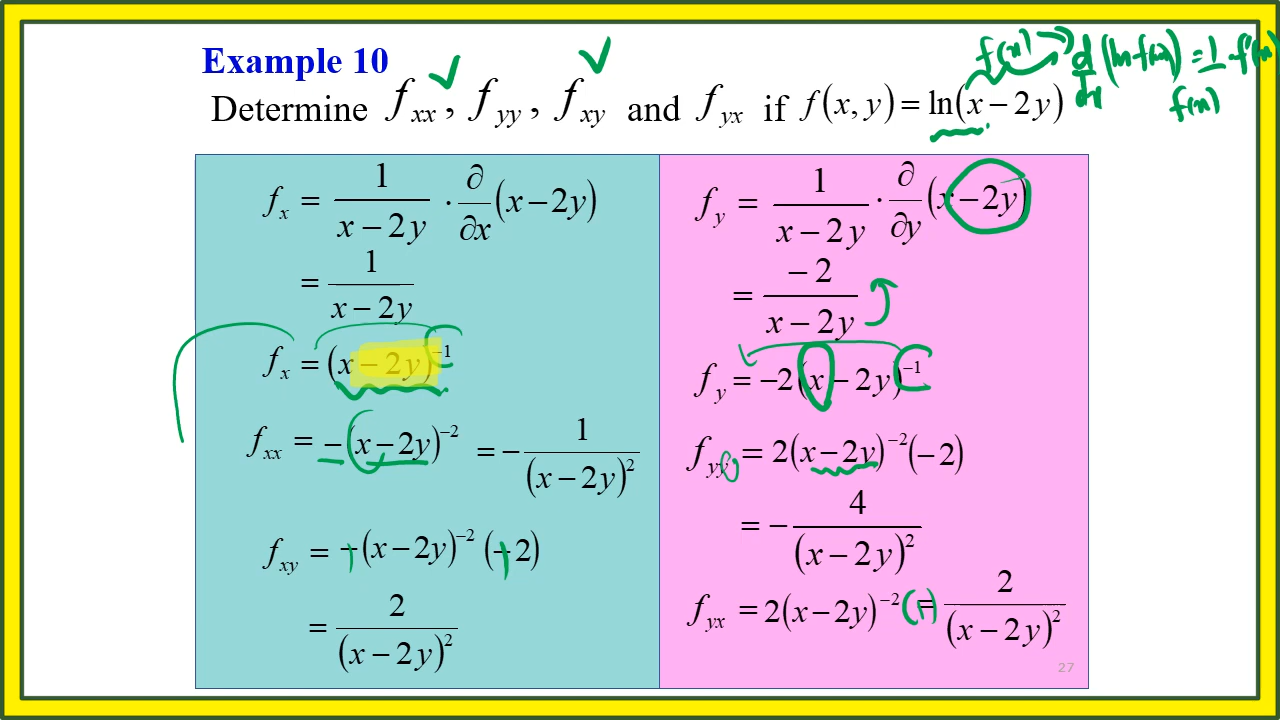 Example 10
Determine f_xx, f_yy, f_xy and f_yx if f(x, y) = ln(x − 2y)
f(x) → d/dx (ln f(x)) = 1/f(x) · f'(x)
f_x = 1/(x − 2y) · ∂/∂x (x − 2y)
= 1/(x − 2y)
f_x = (x − 2y)^−1
f_xx = −(x − 2y)^−2 = − 1/(x − 2y)^2
f_xy = −(x − 2y)^−2 (−2)
= 2/(x − 2y)^2
f_y = 1/(x − 2y) · ∂/∂y (x − 2y)
= −2/(x − 2y)
f_y = −2(x − 2y)^−1
f_yy = 2(x − 2y)^−2 (−2)
= − 4/(x − 2y)^2
f_yx = 2(x − 2y)^−2 (1) = 2/(x − 2y)^2
27